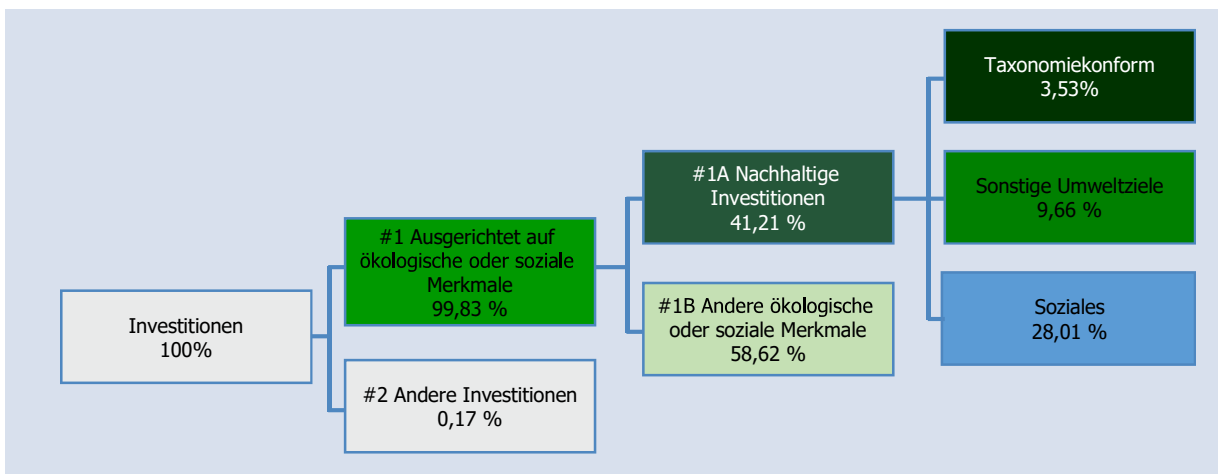 Investitionen
100%
#1 Ausgerichtet auf
ökologische oder soziale
Merkmale
99,83 %
#2 Andere Investitionen
0,17 %
#1A Nachhaltige
Investitionen
41,21 %
#1B Andere ökologische
oder soziale Merkmale
58,62 %
Taxonomiekonform
3,53%
Sonstige Umweltziele
9,66 %
Soziales
28,01 %